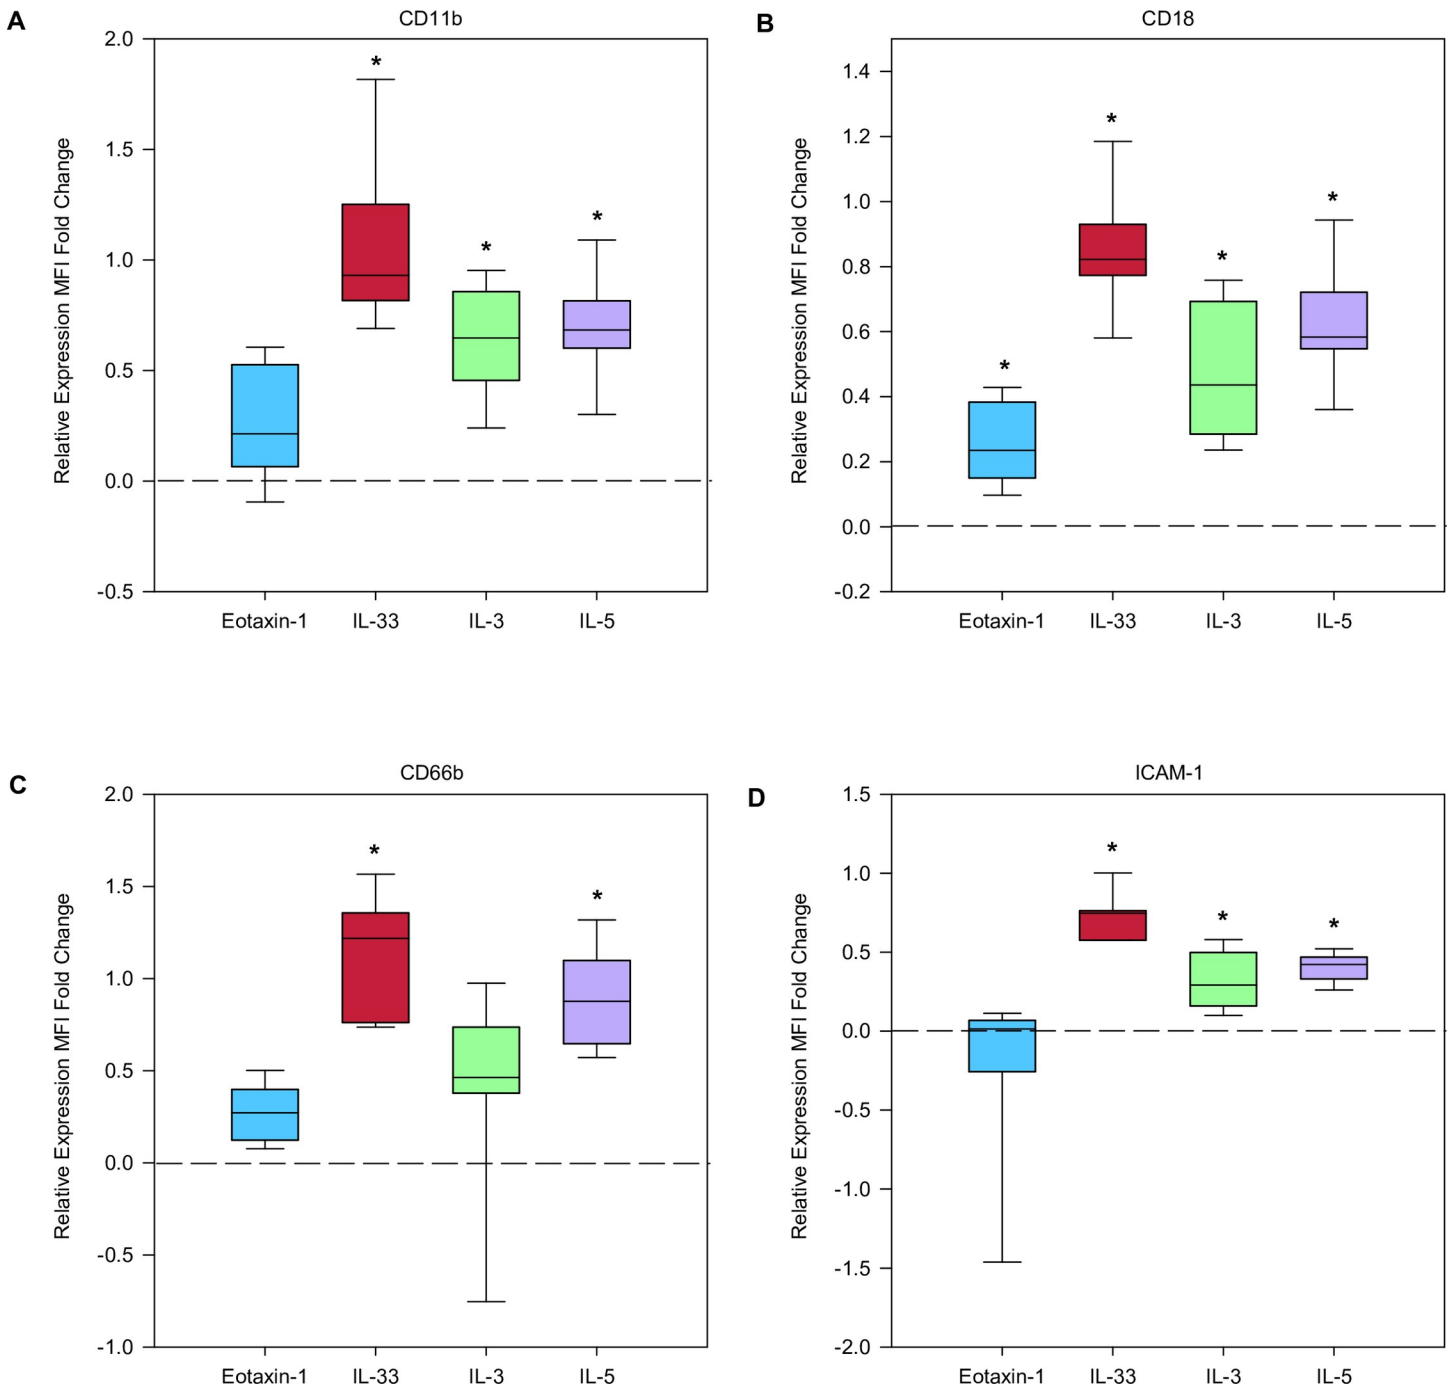 A
CD11b
Relative Expression MFI Fold Change
2.0
1.5
1.0
0.5
0.0
-0.5
*
*
*
Eotaxin-1 IL-33 IL-3 IL-5
B
CD18
Relative Expression MFI Fold Change
1.4
1.2
1.0
0.8
0.6
0.4
0.2
0.0
-0.2
*
*
*
*
Eotaxin-1 IL-33 IL-3 IL-5
C
CD66b
Relative Expression MFI Fold Change
2.0
1.5
1.0
0.5
0.0
-0.5
-1.0
*
*
Eotaxin-1 IL-33 IL-3 IL-5
D
ICAM-1
Relative Expression MFI Fold Change
1.5
1.0
0.5
0.0
-0.5
-1.0
-1.5
-2.0
*
*
*
Eotaxin-1 IL-33 IL-3 IL-5